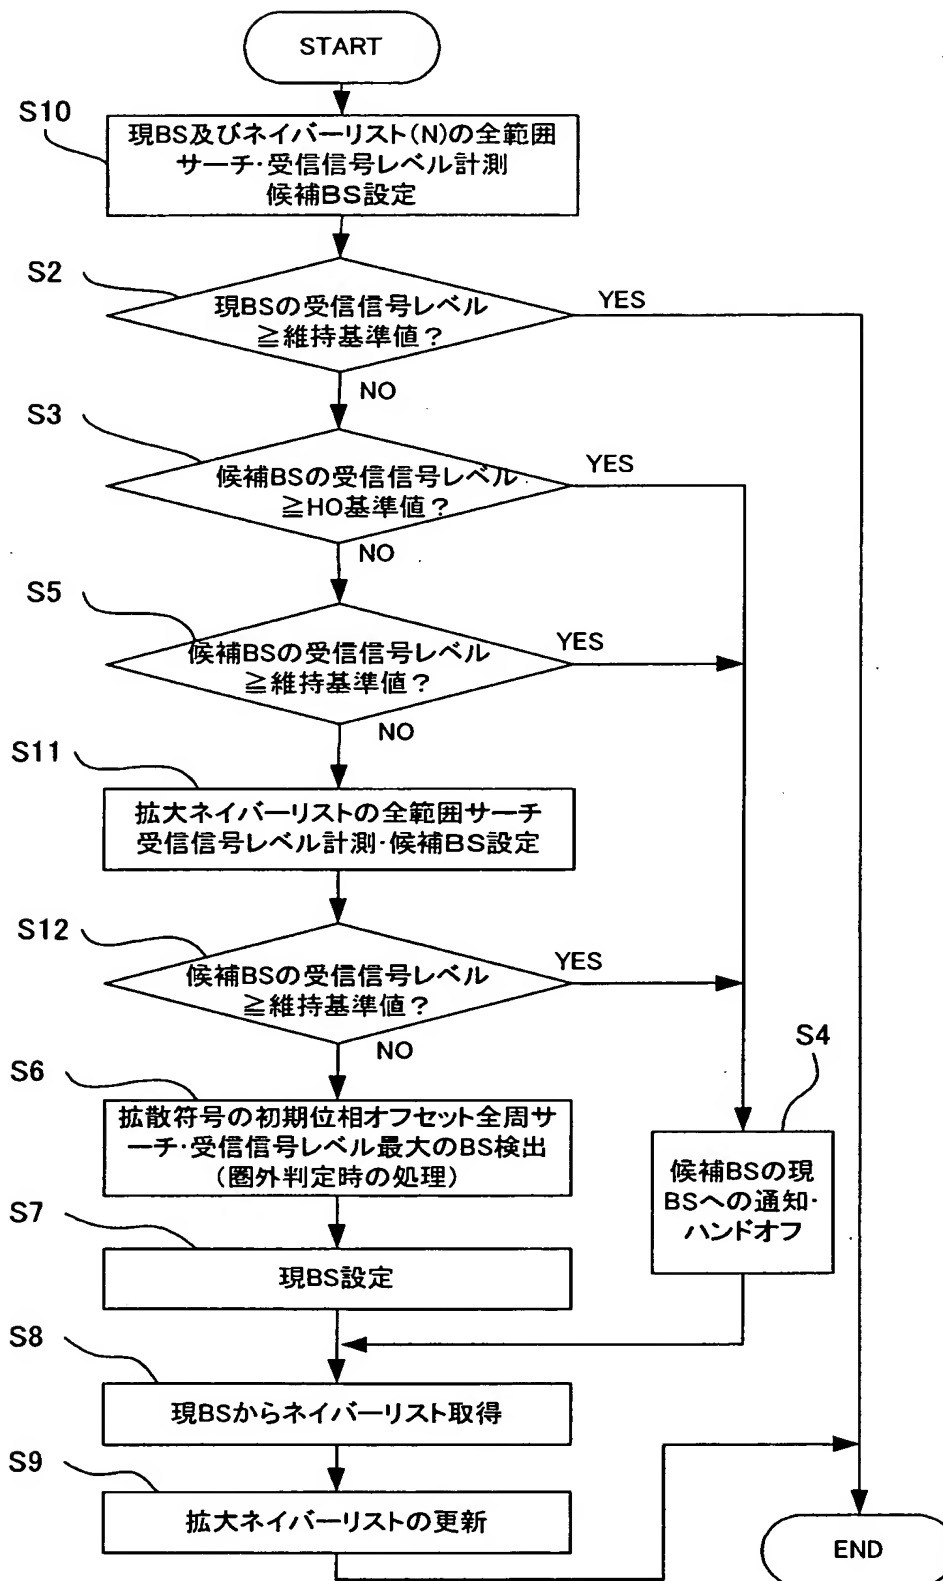 START
S10
現BS及びネイバーリスト(N)の全範囲
サーチ・受信信号レベル計測
候補BS設定
S2
現BSの受信信号レベル
≧維持基準値?
YES
NO
S3
候補BSの受信信号レベル
≧HO基準値?
YES
NO
S5
候補BSの受信信号レベル
≧維持基準値?
YES
NO
S11
拡大ネイバーリストの全範囲サーチ
受信信号レベル計測・候補BS設定
S12
候補BSの受信信号レベル
≧維持基準値?
YES
NO
S4
候補BSの現
BSへの通知・
ハンドオフ
S6
拡散符号の初期位相オフセット全周サ
ーチ・受信信号レベル最大のBS検出
(圏外判定時の処理)
S7
現BS設定
S8
現BSからネイバーリスト取得
S9
拡大ネイバーリストの更新
END